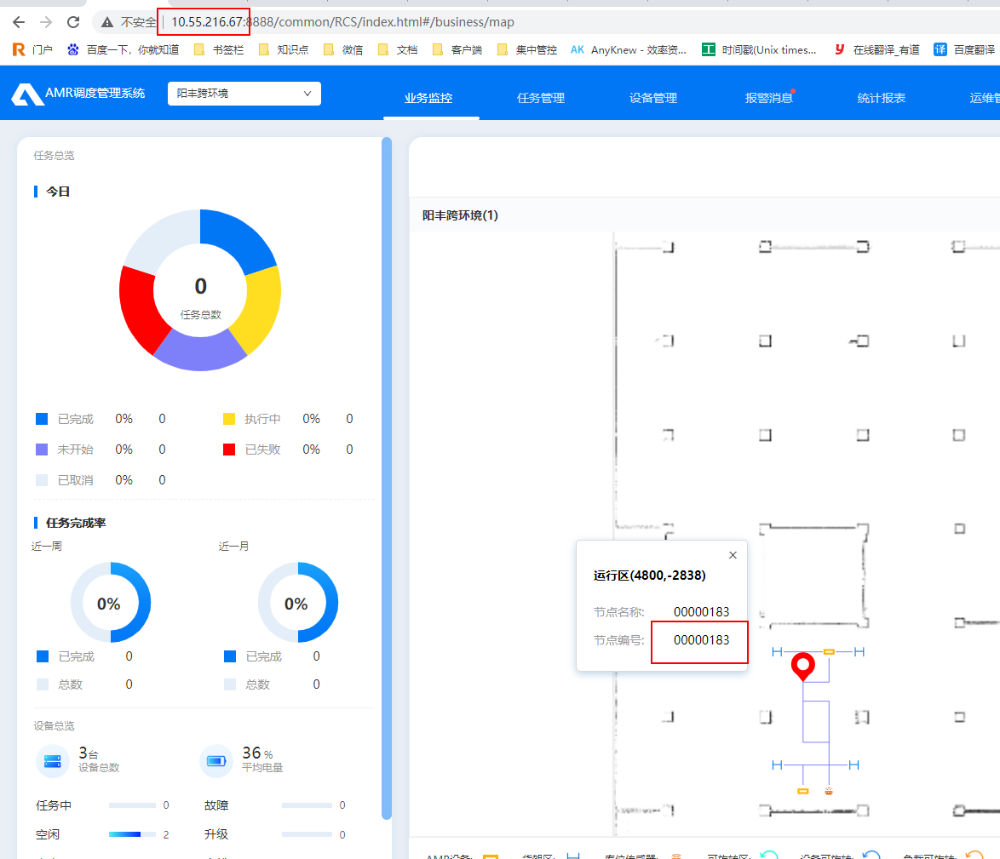 不安全 10.55.216.67:8888/common/RCS/index.html#/business/map
门户 百度一下，你就知道 书签栏 知识点 微信 文档 客户端 集中管控 AK AnyKnew - 效率资... 工 时间戳(Unix times... y 在线翻译_有道 译 百度翻译
AMR调度管理系统 阳丰跨环境 业务监控 任务管理 设备管理 报警消息 统计报表 运维管
任务总览
今日
0
任务总数
已完成 0% 0 执行中 0% 0
未开始 0% 0 已失败 0% 0
已取消 0% 0
任务完成率
近一周 近一月
0% 0%
已完成 0 已完成 0
总数 0 总数 0
设备总览
3台 36 %
设备总数 平均电量
任务中 0 故障 0
空闲 2 升级 0
阳丰跨环境(1)
运行区(4800,-2838)
节点名称: 00000183
节点编号: 00000183
AMR设备: 货架区: 库位传感器: 可旋转区: 设备可旋转: 负载可旋转: